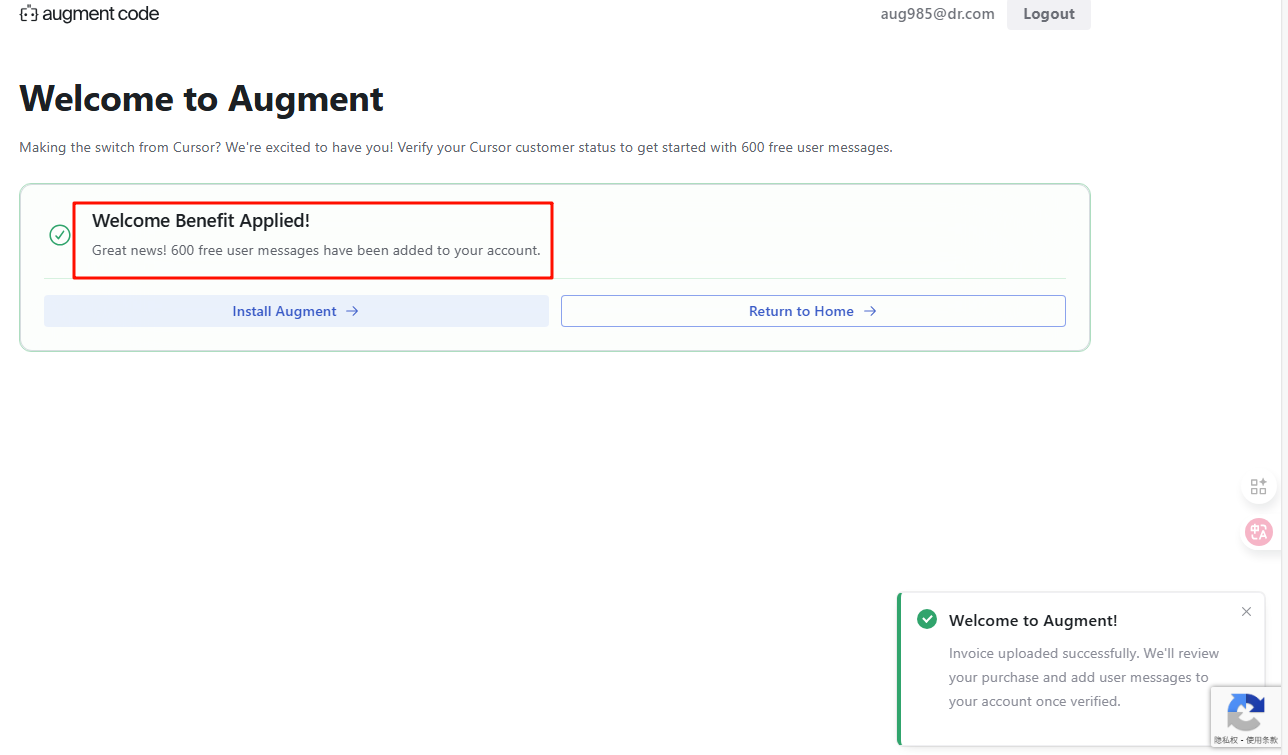 augment code
aug985@dr.com
Logout
Welcome to Augment
Making the switch from Cursor? We're excited to have you! Verify your Cursor customer status to get started with 600 free user messages.
Welcome Benefit Applied!
Great news! 600 free user messages have been added to your account.
Install Augment →
Return to Home →
中A
Welcome to Augment!
Invoice uploaded successfully. We'll review
your purchase and add user messages to
your account once verified.
隐私权 - 使用条款